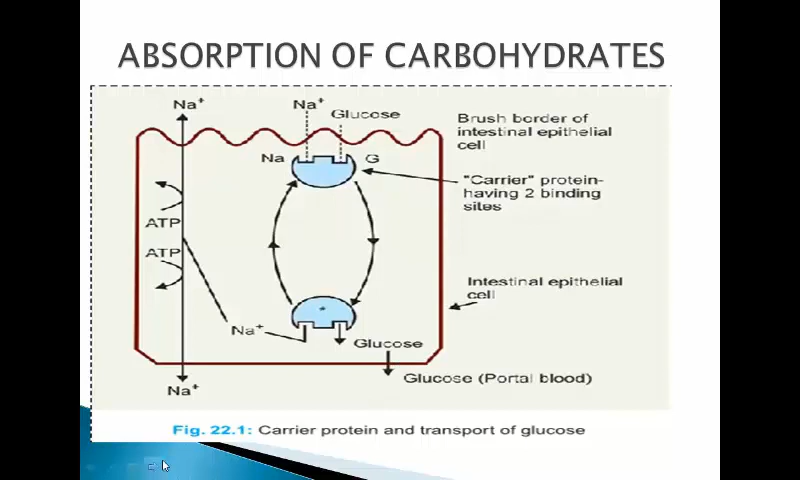 ABSORPTION OF CARBOHYDRATES
Na⁺
Na⁺
Glucose
Brush border of
intestinal epithelial
cell
Na
G
"Carrier" protein-
having 2 binding
sites
ATP
ATP
Intestinal epithelial
cell
Na⁺
Glucose
Glucose (Portal blood)
Na⁺
Fig. 22.1: Carrier protein and transport of glucose